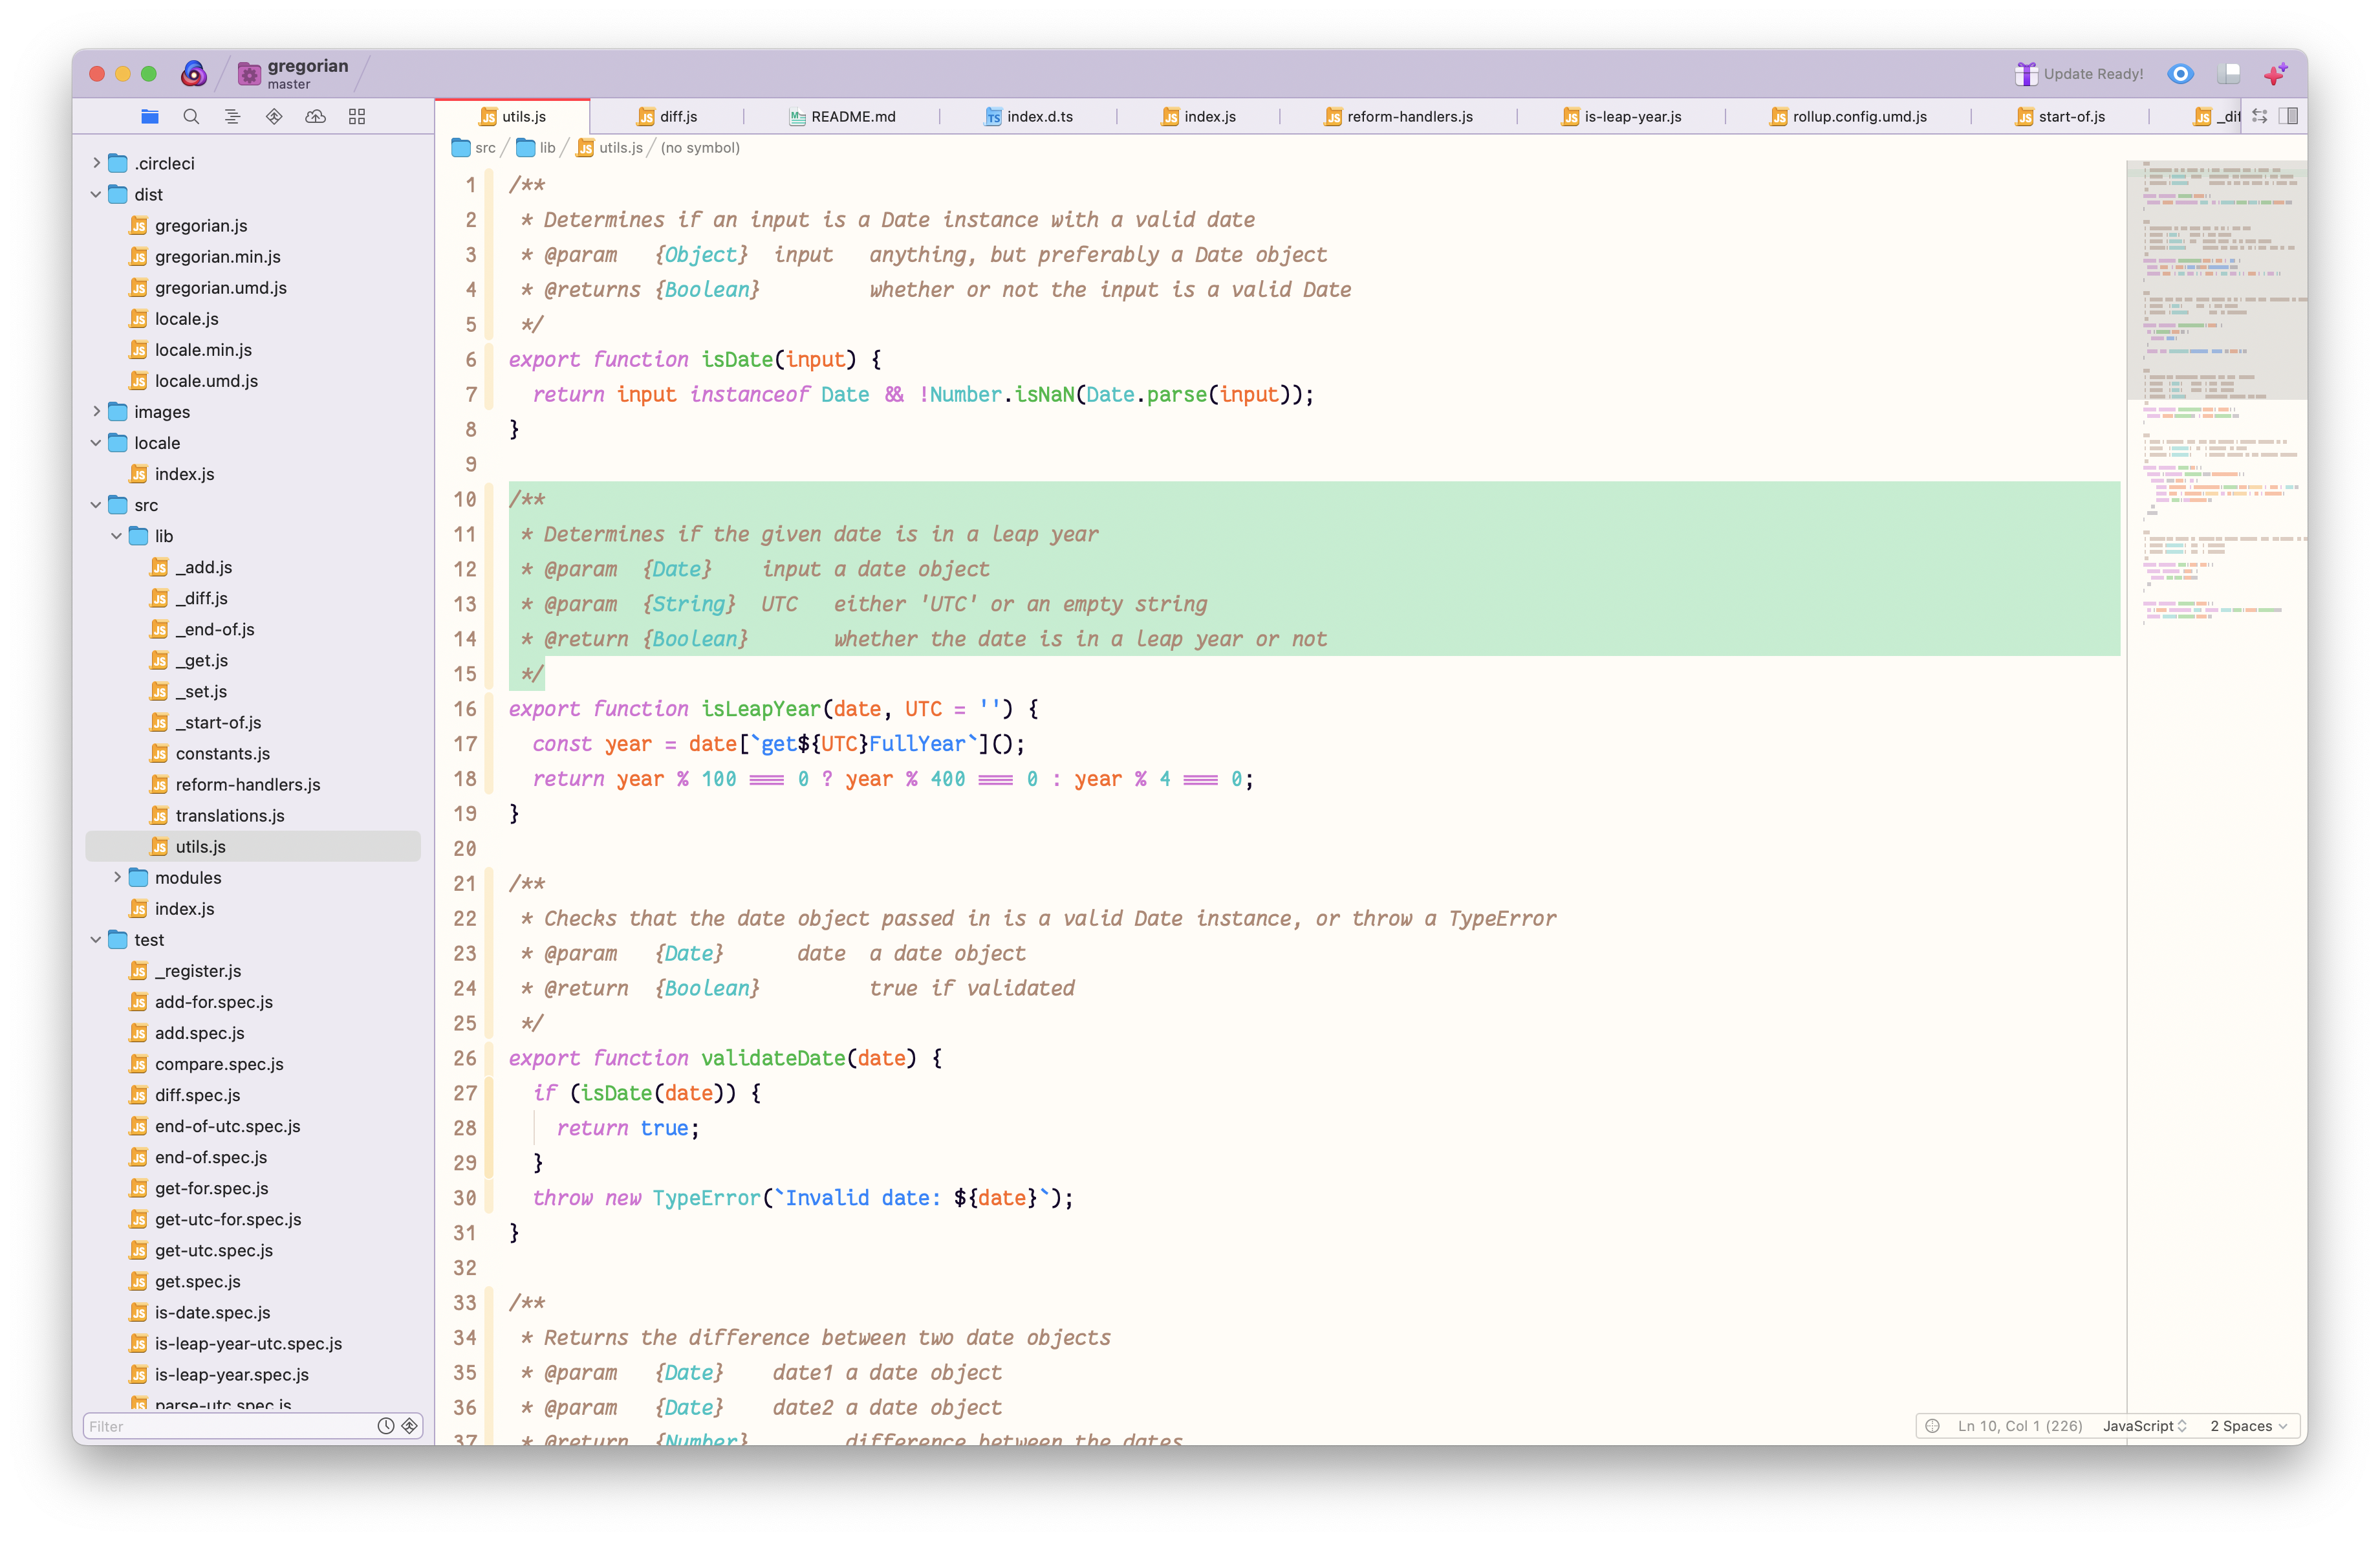 gregorian
master
Update Ready!
utils.js
diff.js
README.md
index.d.ts
index.js
reform-handlers.js
is-leap-year.js
rollup.config.umd.js
start-of.js
_dif
src
lib
utils.js
(no symbol)
.circleci
dist
gregorian.js
gregorian.min.js
gregorian.umd.js
locale.js
locale.min.js
locale.umd.js
images
locale
index.js
src
lib
_add.js
_diff.js
_end-of.js
_get.js
_set.js
_start-of.js
constants.js
reform-handlers.js
translations.js
utils.js
modules
index.js
test
_register.js
add-for.spec.js
add.spec.js
compare.spec.js
diff.spec.js
end-of-utc.spec.js
end-of.spec.js
get-for.spec.js
get-utc-for.spec.js
get-utc.spec.js
get.spec.js
is-date.spec.js
is-leap-year-utc.spec.js
is-leap-year.spec.js
parse-utc.spec.js
Filter
1 /**
2 * Determines if an input is a Date instance with a valid date
3 * @param {Object} input anything, but preferably a Date object
4 * @returns {Boolean} whether or not the input is a valid Date
5 */
6 export function isDate(input) {
7 return input instanceof Date && !Number.isNaN(Date.parse(input));
8 }
9
10 /**
11 * Determines if the given date is in a leap year
12 * @param {Date} input a date object
13 * @param {String} UTC either 'UTC' or an empty string
14 * @return {Boolean} whether the date is in a leap year or not
15 */
16 export function isLeapYear(date, UTC = '') {
17 const year = date[`get${UTC}FullYear`]();
18 return year % 100 === 0 ? year % 400 === 0 : year % 4 === 0;
19 }
20
21 /**
22 * Checks that the date object passed in is a valid Date instance, or throw a TypeError
23 * @param {Date} date a date object
24 * @return {Boolean} true if validated
25 */
26 export function validateDate(date) {
27 if (isDate(date)) {
28 return true;
29 }
30 throw new TypeError(`Invalid date: ${date}`);
31 }
32
33 /**
34 * Returns the difference between two date objects
35 * @param {Date} date1 a date object
36 * @param {Date} date2 a date object
37 * @return {Number} difference between the dates
Ln 10, Col 1 (226)
JavaScript
2 Spaces